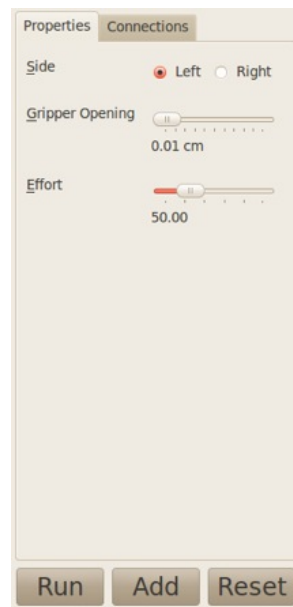 Properties Connections
Side Left Right
Gripper Opening
0.01 cm
Effort
50.00
Run Add Reset